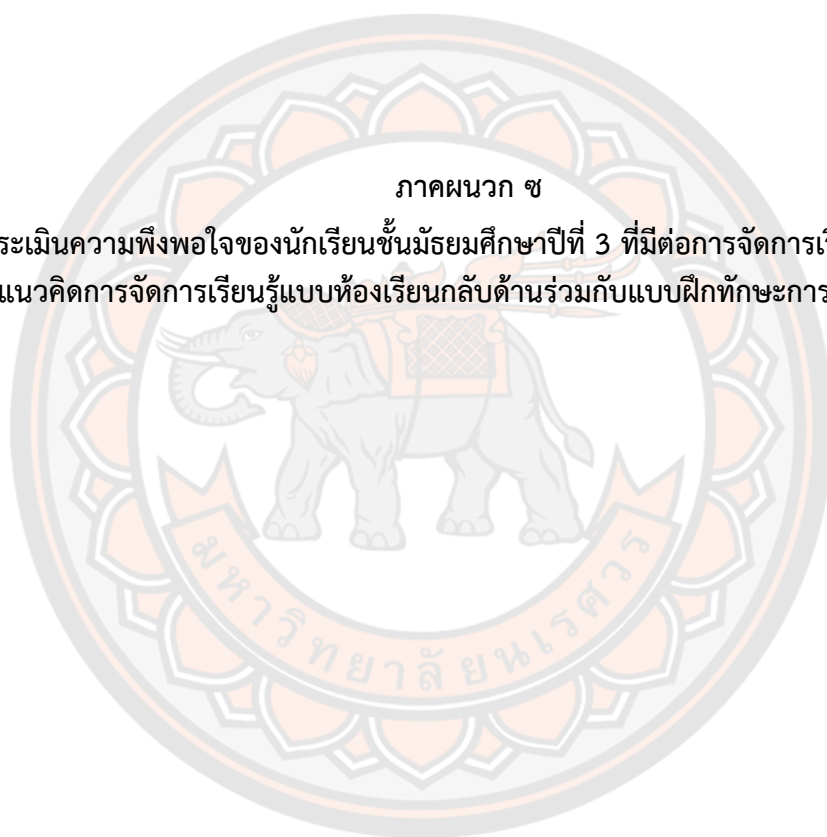 ภาคผนวก ซ
ระเมินความพึงพอใจของนักเรียนชั้นมัธยมศึกษาปีที่ 3 ที่มีต่อการจัดการเรี
แนวคิดการจัดการเรียนรู้แบบห้องเรียนกลับด้านร่วมกับแบบฝึกทักษะการ
มหาวิทยาลัยนเรศวร